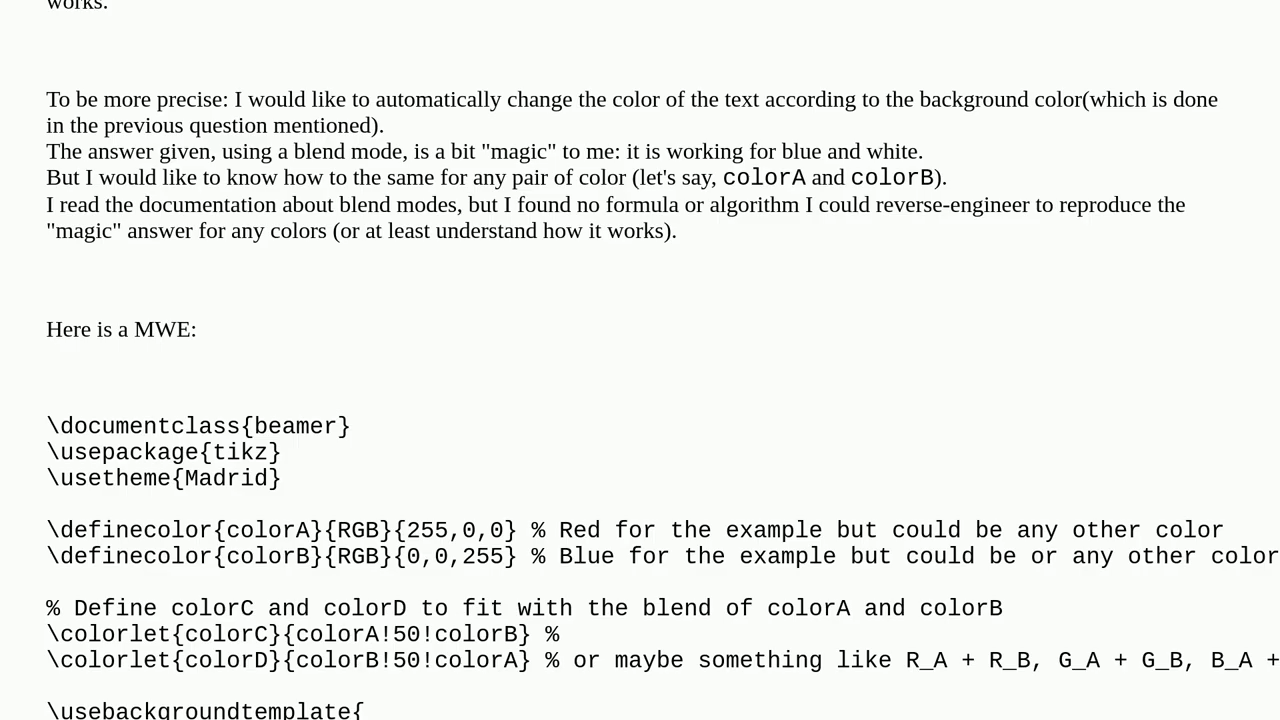 works.
To be more precise: I would like to automatically change the color of the text according to the background color(which is done
in the previous question mentioned).
The answer given, using a blend mode, is a bit "magic" to me: it is working for blue and white.
But I would like to know how to the same for any pair of color (let's say, colorA and colorB).
I read the documentation about blend modes, but I found no formula or algorithm I could reverse-engineer to reproduce the
"magic" answer for any colors (or at least understand how it works).
Here is a MWE:
\documentclass{beamer}
\usepackage{tikz}
\usetheme{Madrid}
\definecolor{colorA}{RGB}{255,0,0} % Red for the example but could be any other color
\definecolor{colorB}{RGB}{0,0,255} % Blue for the example but could be or any other color
% Define colorC and colorD to fit with the blend of colorA and colorB
\colorlet{colorC}{colorA!50!colorB} %
\colorlet{colorD}{colorB!50!colorA} % or maybe something like R_A + R_B, G_A + G_B, B_A +
\usebackgroundtemplate{